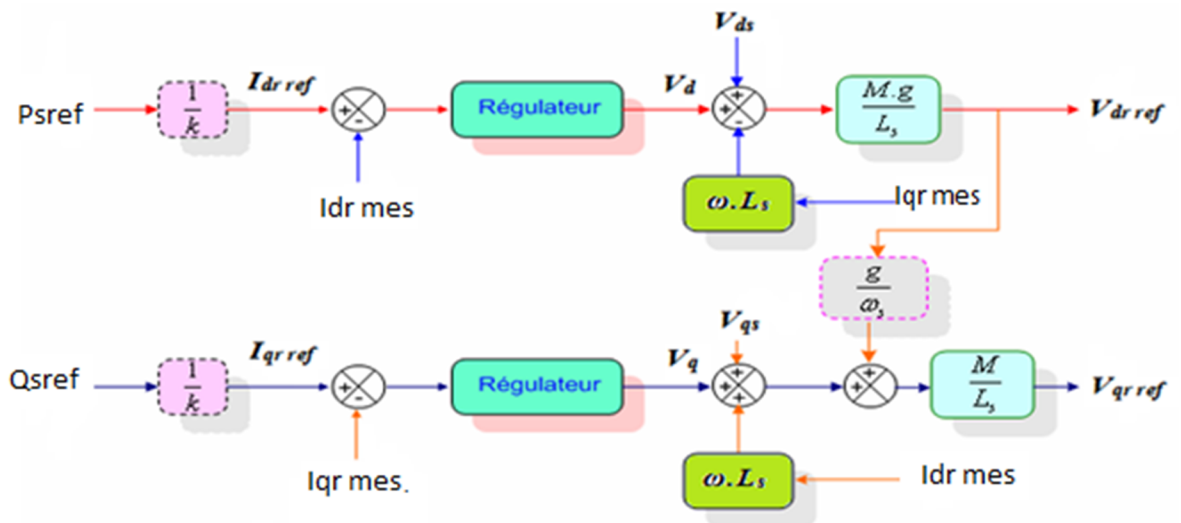 V_ds
Psref
1/k
I_dr ref
+
-
Régulateur
V_d
+
+
-
M.g/L_s
V_dr ref
Idr mes
ω.L_s
Iqr mes
g/ω_s
V_qs
Qsref
1/k
I_qr ref
+
-
Régulateur
V_q
+
+
+
+
+
M/L_s
V_qr ref
Iqr mes.
ω.L_s
Idr mes